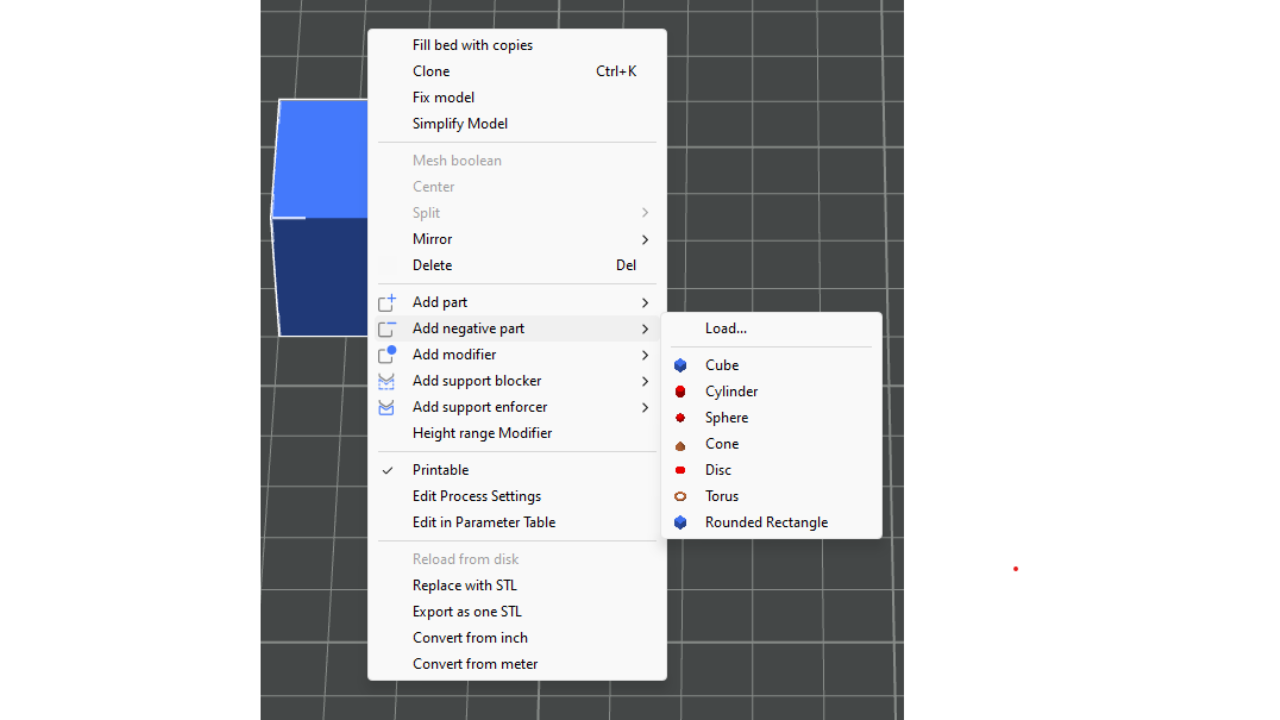 Fill bed with copies
Clone Ctrl+K
Fix model
Simplify Model
Mesh boolean
Center
Split
Mirror
Delete Del
Add part
Add negative part
Add modifier
Add support blocker
Add support enforcer
Height range Modifier
Printable
Edit Process Settings
Edit in Parameter Table
Reload from disk
Replace with STL
Export as one STL
Convert from inch
Convert from meter
Load...
Cube
Cylinder
Sphere
Cone
Disc
Torus
Rounded Rectangle